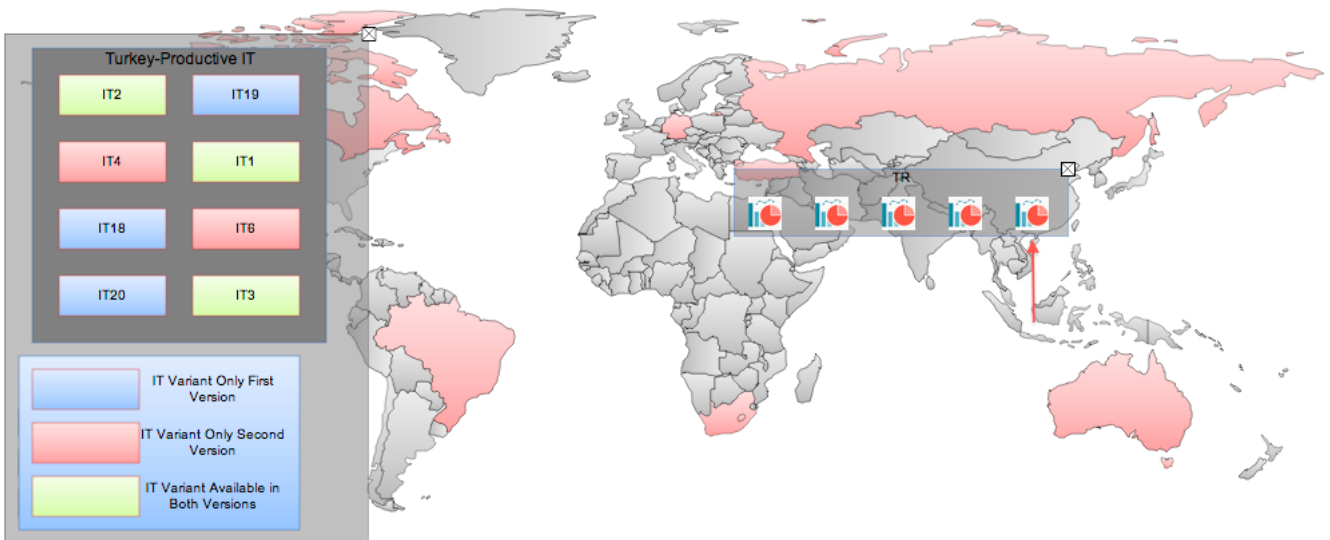 Turkey-Productive IT
IT2
IT19
IT4
IT1
IT18
IT6
IT20
IT3
IT Variant Only First
Version
IT Variant Only Second
Version
IT Variant Available in
Both Versions
TR